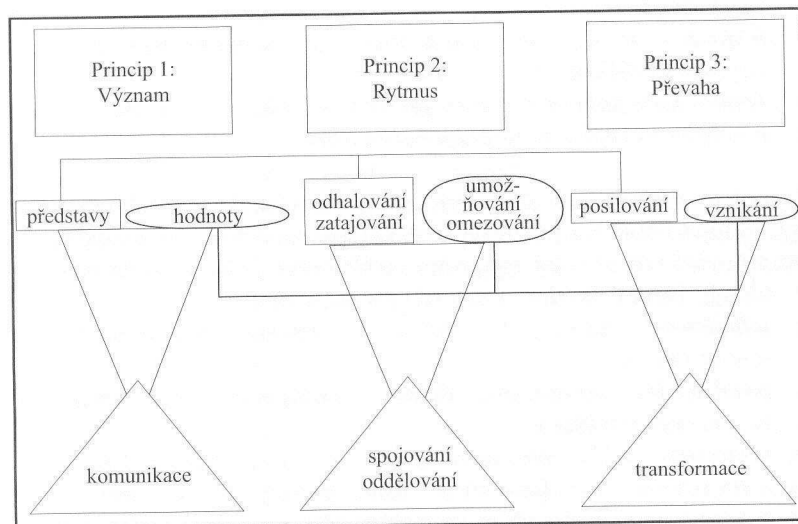 Princip 1:
Význam
Princip 2:
Rytmus
Princip 3:
Převaha
představy
hodnoty
odhalování
zatajování
umož-
ňování
omezování
posilování
vznikání
komunikace
spojování
oddělování
transformace